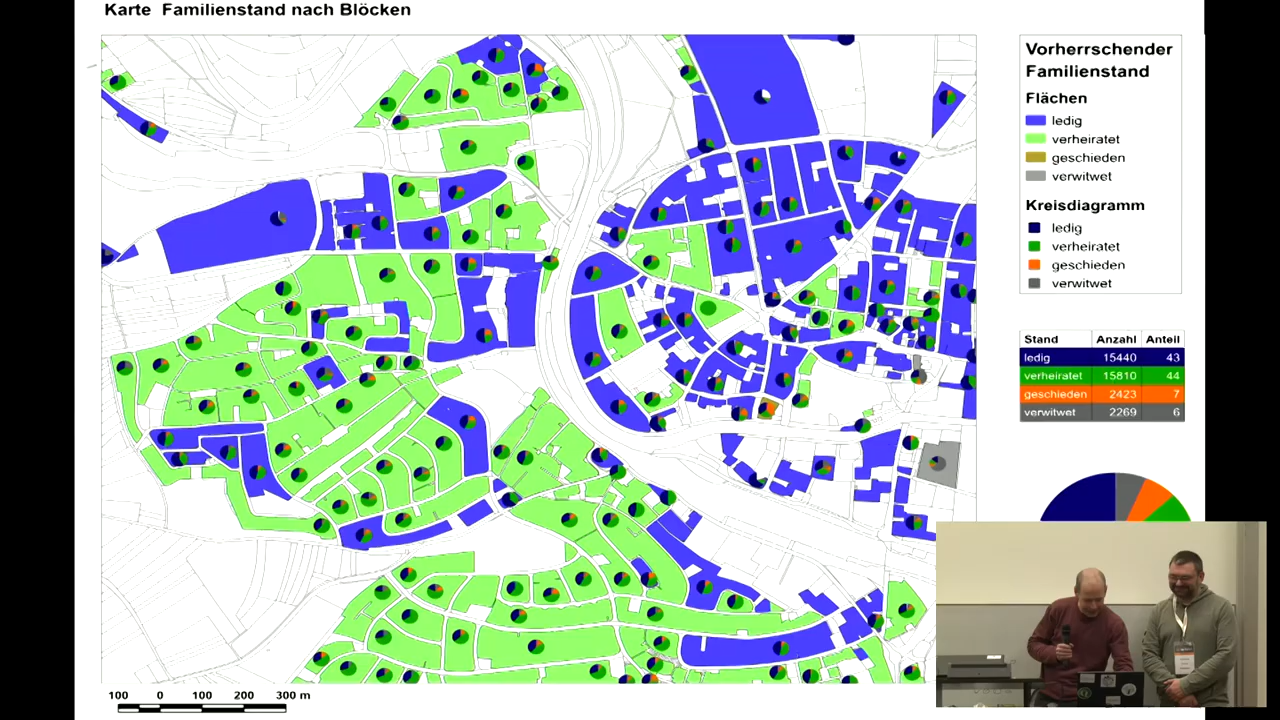 Karte Familienstand nach Blöcken
Vorherrschender
Familienstand
Flächen
ledig
verheiratet
geschieden
verwitwet
Kreisdiagramm
ledig
verheiratet
geschieden
verwitwet
Stand Anzahl Anteil
ledig 15440 43
verheiratet 15810 44
geschieden 2423 7
verwitwet 2269 6
100 0 100 200 300 m